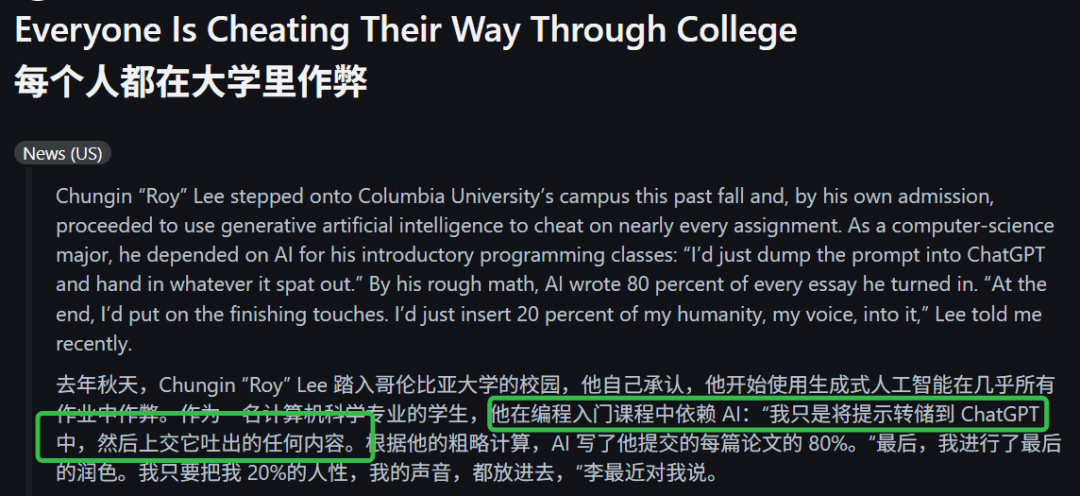 Everyone Is Cheating Their Way Through College
每个人都在大学里作弊
News (US)
Chungin “Roy” Lee stepped onto Columbia University’s campus this past fall and, by his own admission,
proceeded to use generative artificial intelligence to cheat on nearly every assignment. As a computer-science
major, he depended on AI for his introductory programming classes: “I’d just dump the prompt into ChatGPT
and hand in whatever it spat out.” By his rough math, AI wrote 80 percent of every essay he turned in. “At the
end, I’d put on the finishing touches. I’d just insert 20 percent of my humanity, my voice, into it,” Lee told me
recently.
去年秋天，Chungin “Roy” Lee 踏入哥伦比亚大学的校园，他自己承认，他开始使用生成式人工智能在几乎所有
作业中作弊。作为一名计算机科学专业的学生，他在编程入门课程中依赖 AI：“我只是将提示转储到 ChatGPT
中，然后上交它吐出的任何内容。根据他的粗略计算，AI 写了他提交的每篇论文的 80%。“最后，我进行了最后
的润色。我只要把我 20%的人性，我的声音，都放进去，“李最近对我说。